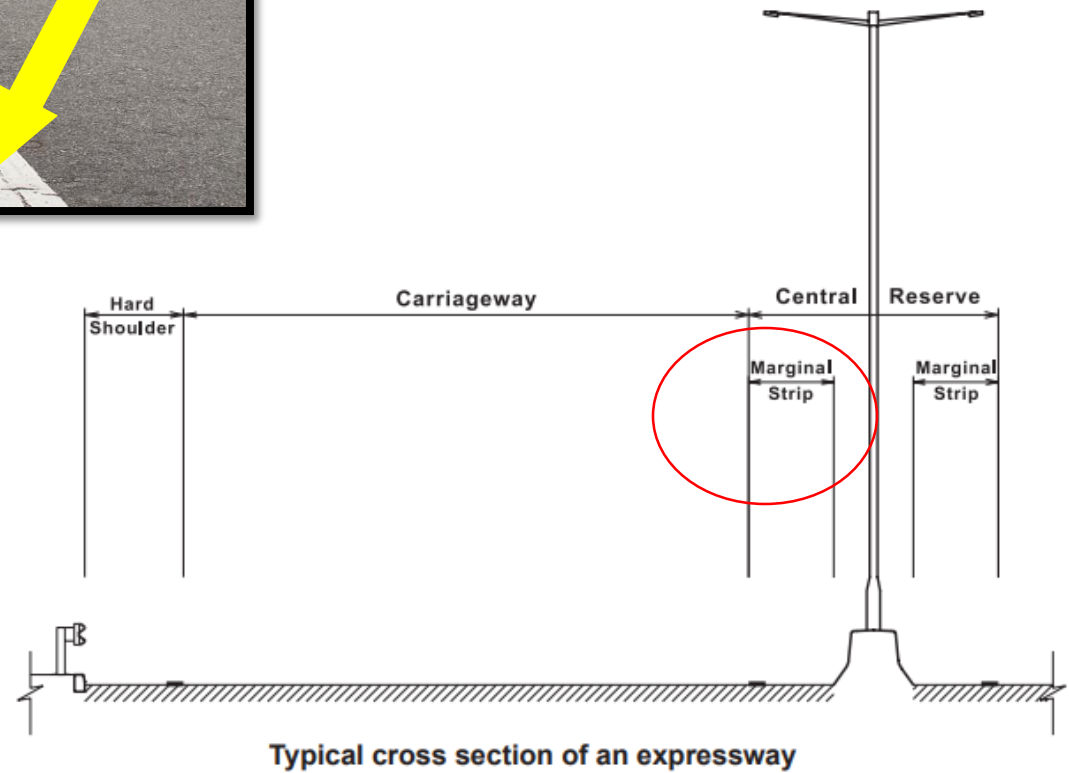 Hard
Shoulder
Carriageway
Central Reserve
Marginal
Strip
Marginal
Strip
Typical cross section of an expressway